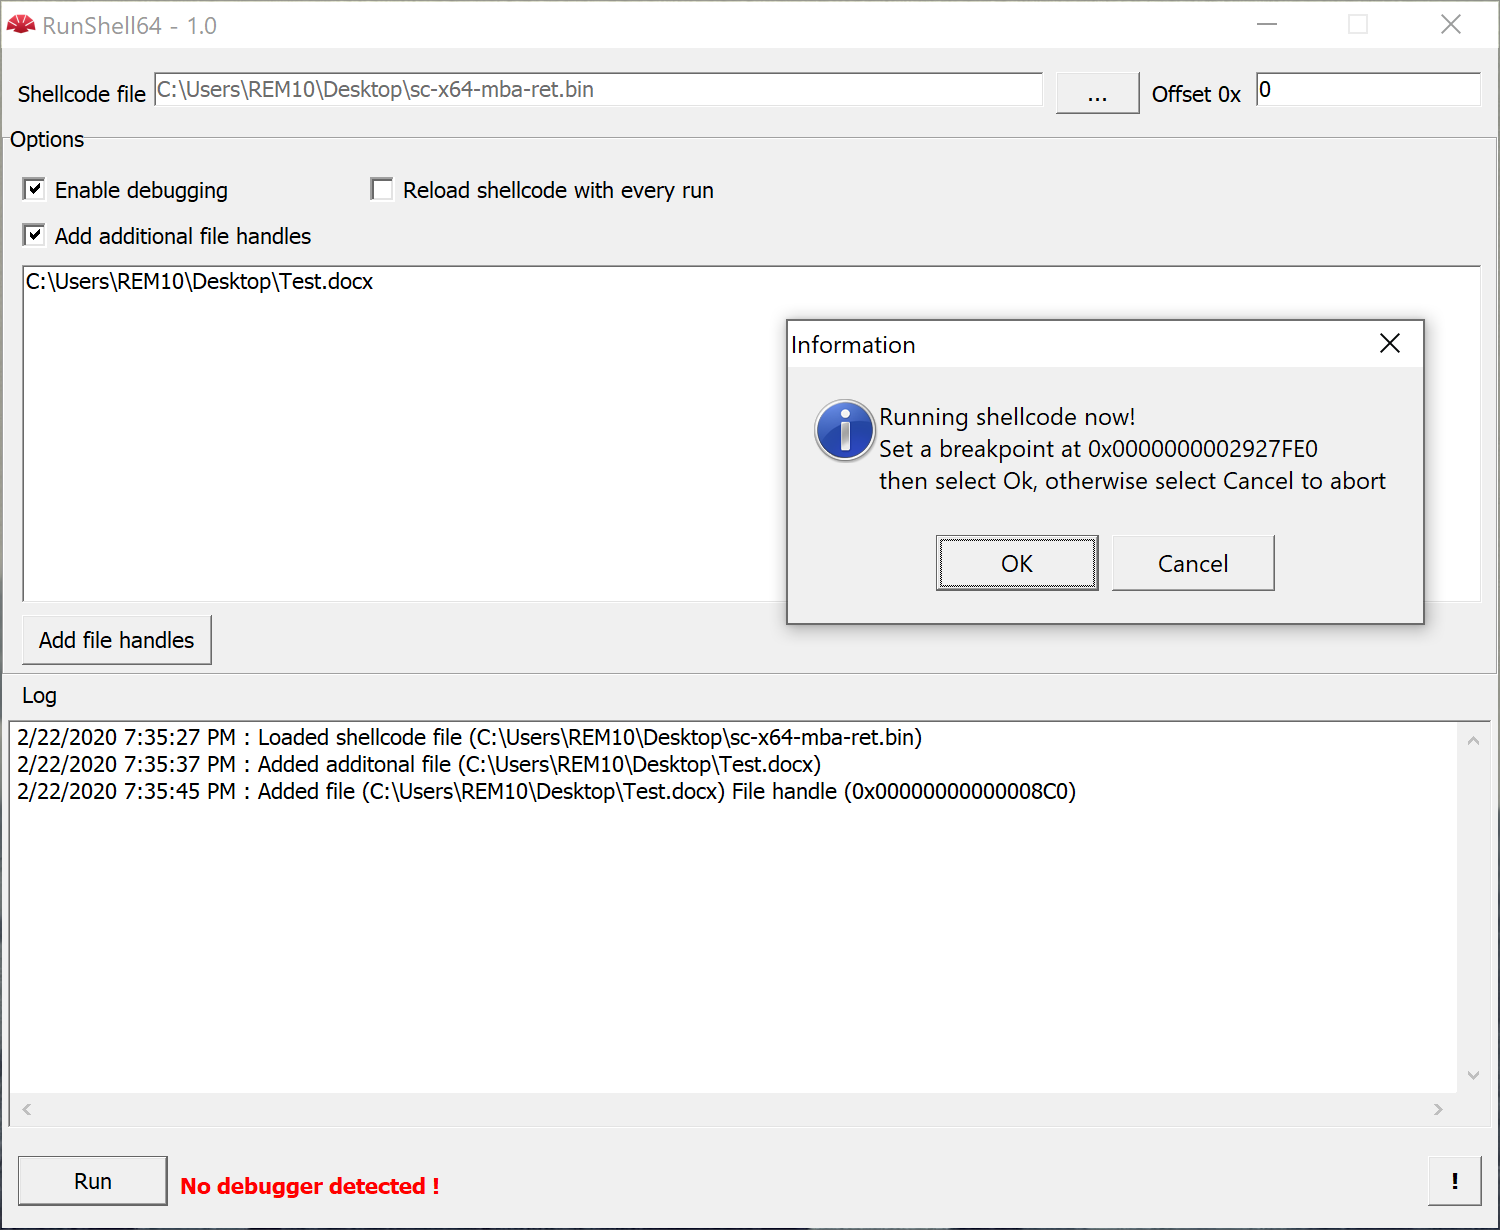 RunShell64 - 1.0
Shellcode file C:\Users\REM10\Desktop\sc-x64-mba-ret.bin ... Offset 0x 0
Options
Enable debugging Reload shellcode with every run
Add additional file handles
C:\Users\REM10\Desktop\Test.docx
Information
Running shellcode now!
Set a breakpoint at 0x0000000002927FE0
then select Ok, otherwise select Cancel to abort
OK Cancel
Add file handles
Log
2/22/2020 7:35:27 PM : Loaded shellcode file (C:\Users\REM10\Desktop\sc-x64-mba-ret.bin)
2/22/2020 7:35:37 PM : Added additonal file (C:\Users\REM10\Desktop\Test.docx)
2/22/2020 7:35:45 PM : Added file (C:\Users\REM10\Desktop\Test.docx) File handle (0x00000000000008C0)
Run No debugger detected ! !